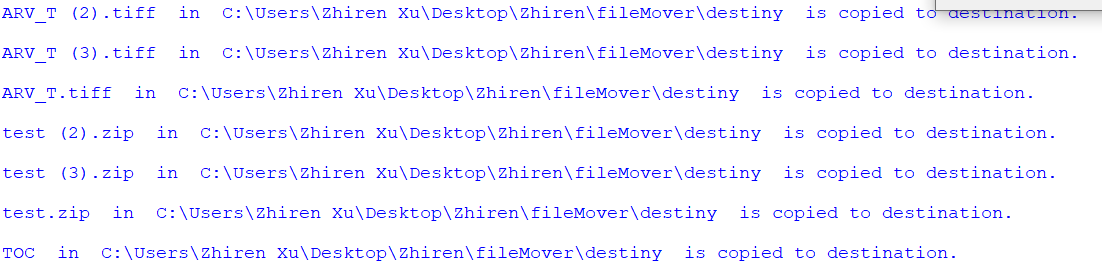 ARV_T (2).tiff  in  C:\Users\Zhiren Xu\Desktop\Zhiren\fileMover\destiny  is copied to destination.
ARV_T (3).tiff  in  C:\Users\Zhiren Xu\Desktop\Zhiren\fileMover\destiny  is copied to destination.
ARV_T.tiff  in  C:\Users\Zhiren Xu\Desktop\Zhiren\fileMover\destiny  is copied to destination.
test (2).zip  in  C:\Users\Zhiren Xu\Desktop\Zhiren\fileMover\destiny  is copied to destination.
test (3).zip  in  C:\Users\Zhiren Xu\Desktop\Zhiren\fileMover\destiny  is copied to destination.
test.zip  in  C:\Users\Zhiren Xu\Desktop\Zhiren\fileMover\destiny  is copied to destination.
TOC  in  C:\Users\Zhiren Xu\Desktop\Zhiren\fileMover\destiny  is copied to destination.